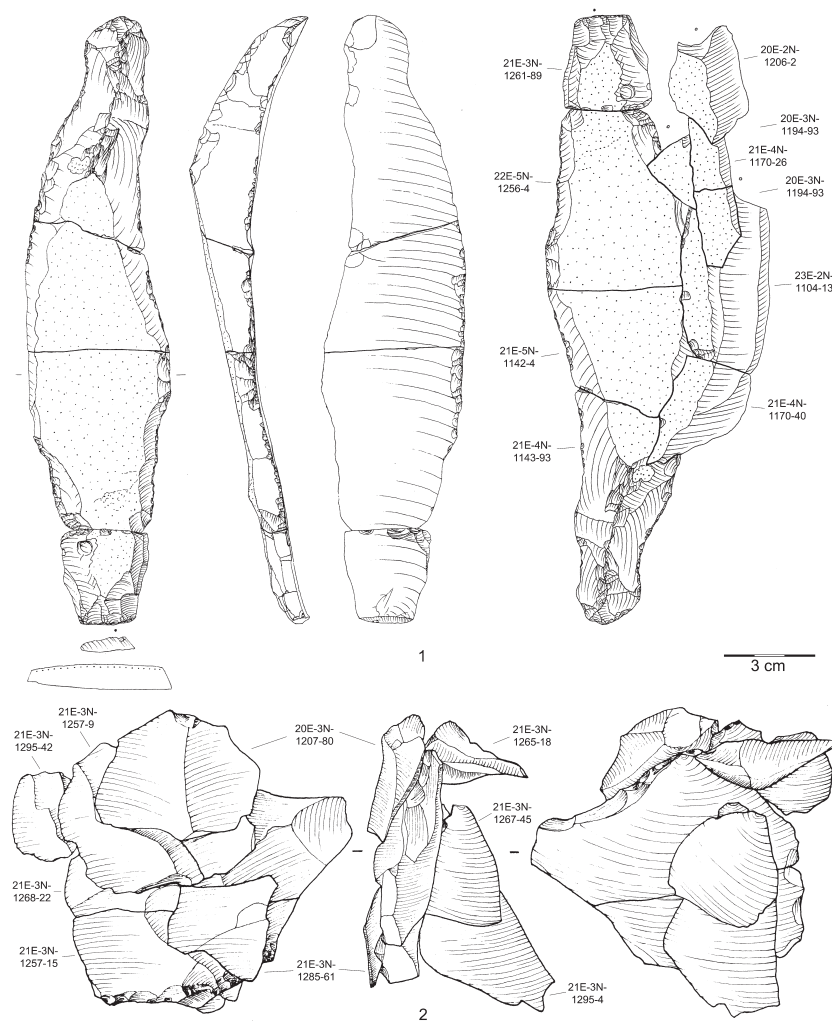 21E-3N-
1261-89
20E-2N-
1206-2
20E-3N-
1194-93
21E-4N-
1170-26
22E-5N-
1256-4
20E-3N-
1194-93
23E-2N-
1104-13
21E-5N-
1142-4
21E-4N-
1170-40
21E-4N-
1143-93
1
3 cm
21E-3N-
1257-9
21E-3N-
1295-42
20E-3N-
1207-80
21E-3N-
1265-18
21E-3N-
1267-45
21E-3N-
1268-22
21E-3N-
1257-15
21E-3N-
1285-61
21E-3N-
1295-4
2